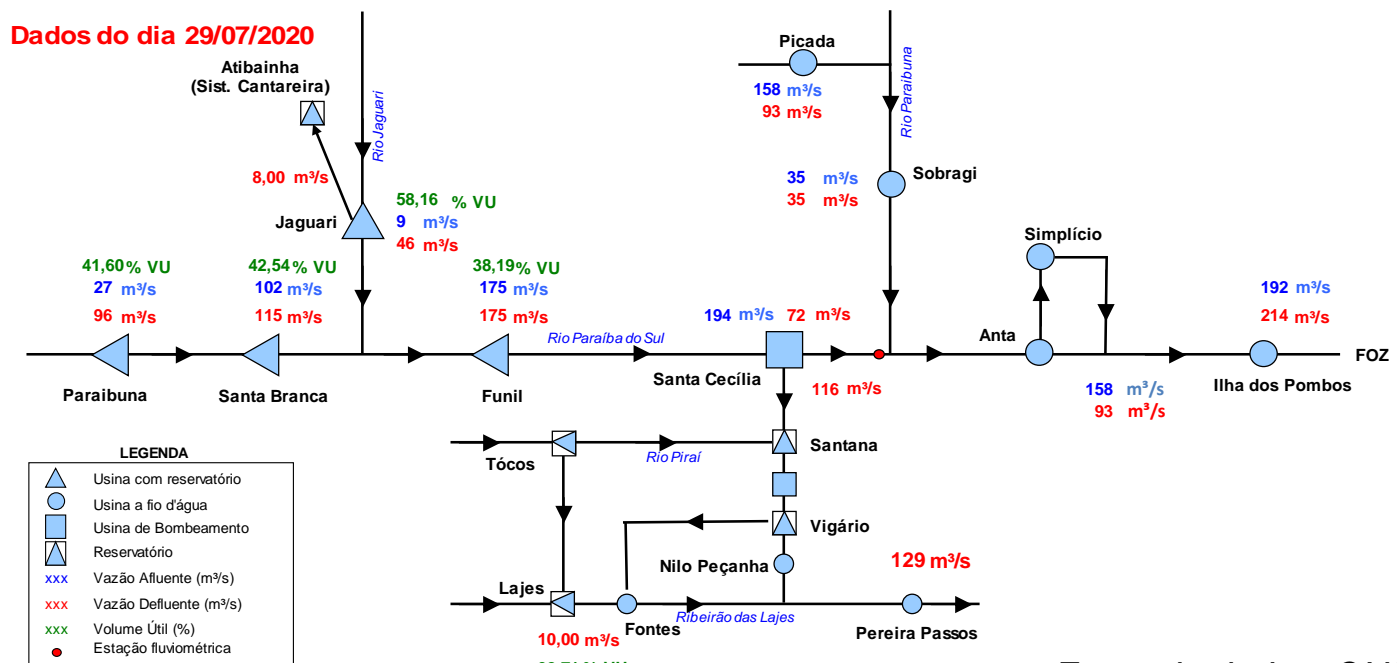 Dados do dia 29/07/2020
Atibainha
(Sist. Cantareira)
Rio Jaguari
8,00 m³/s
Jaguari
58,16 % VU
9 m³/s
46 m³/s
Picada
158 m³/s
93 m³/s
Rio Paraibuna
35 m³/s
35 m³/s
Sobragi
Simplício
41,60% VU
27 m³/s
96 m³/s
Paraibuna
42,54% VU
102 m³/s
115 m³/s
Santa Branca
38,19% VU
175 m³/s
175 m³/s
Funil
Rio Paraíba do Sul
194 m³/s 72 m³/s
Santa Cecília
116 m³/s
Anta
158 m³/s
93 m³/s
192 m³/s
214 m³/s
Ilha dos Pombos
FOZ
Tócos
Rio Piraí
Santana
Vigário
Nilo Peçanha
129 m³/s
Lajes
10,00 m³/s
Fontes
Ribeirão das Lajes
Pereira Passos
LEGENDA
Usina com reservatório
Usina a fio d'água
Usina de Bombeamento
Reservatório
xxx Vazão Afluente (m³/s)
xxx Vazão Defluente (m³/s)
xxx Volume Útil (%)
Estação fluviométrica